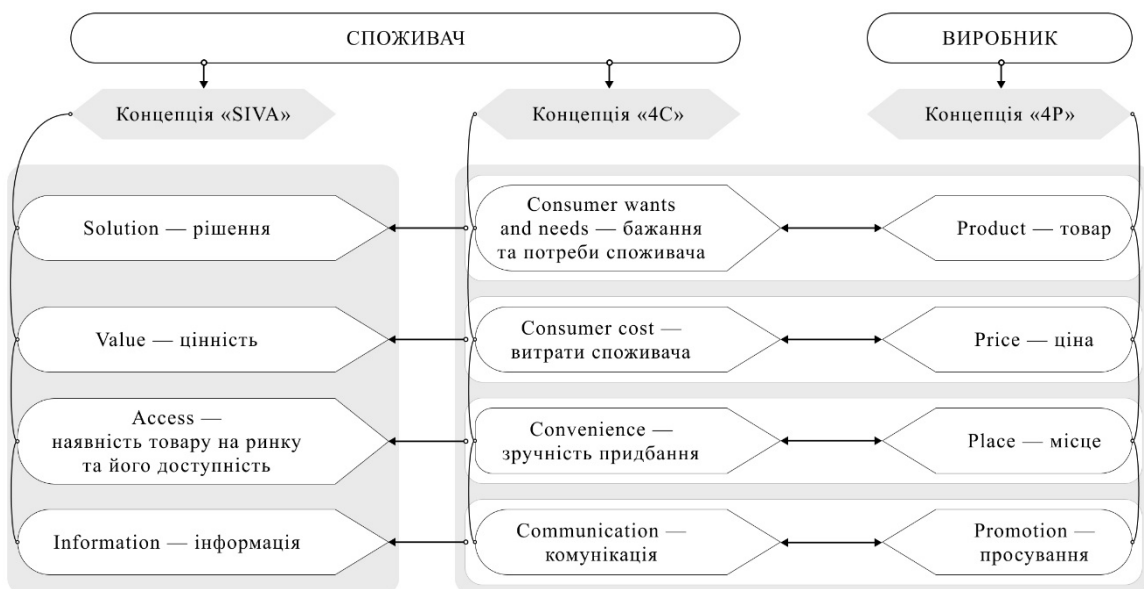 СПОЖИВАЧ
ВИРОБНИК
Концепція «SIVA»
Концепція «4C»
Концепція «4P»
Solution — рішення
Consumer wants
and needs — бажання
та потреби споживача
Product — товар
Value — цінність
Consumer cost —
витрати споживача
Price — ціна
Access —
наявність товару на ринку
та його доступність
Convenience —
зручність придбання
Place — місце
Information — інформація
Communication —
комунікація
Promotion —
просування